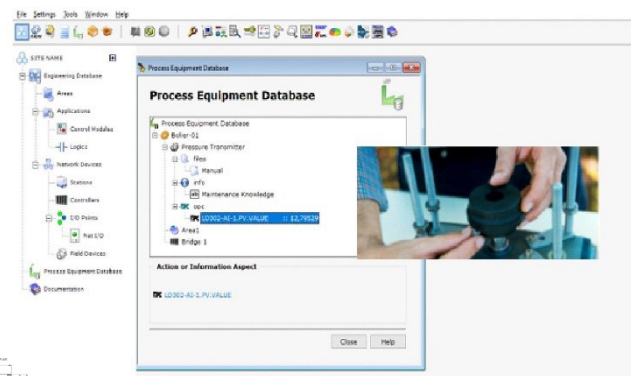 File Settings Tools Window Help
SITE NAME
Engineering Database
Areas
Applications
Control Modules
Logics
Network Devices
Stations
Controllers
I/O Points
Net I/O
Field Devices
Process Equipment Database
Documentation
Process Equipment Database
Process Equipment Database
Process Equipment Database
Boiler-01
Pressure Transmitter
files
Manual
info
Maintenance Knowledge
opc
LD302-AI-1.PV.VALUE :: 12,79529
Area1
Bridge 1
Action or Information Aspect
LD302-AI-1.PV.VALUE
Close Help